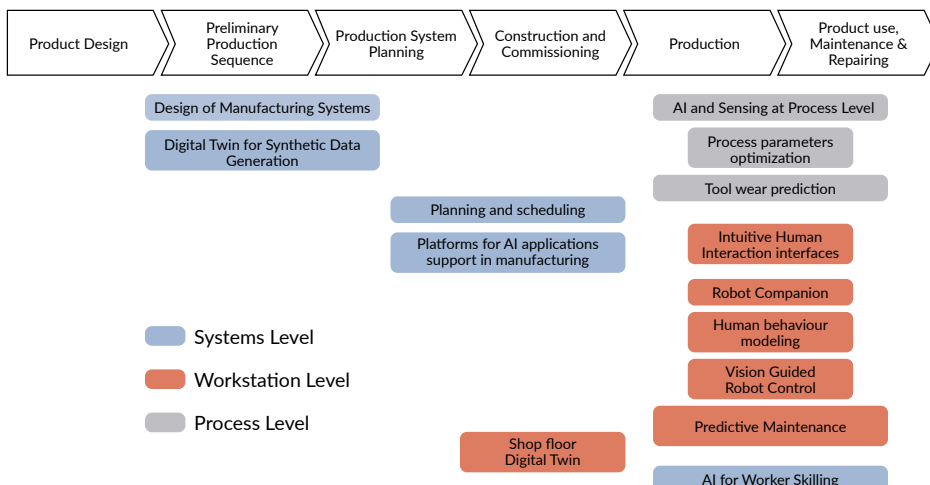 Product Design
Preliminary
Production
Sequence
Production System
Planning
Construction and
Commissioning
Production
Product use,
Maintenance &
Repairing
Design of Manufacturing Systems
Digital Twin for Synthetic Data
Generation
Planning and scheduling
Platforms for AI applications
support in manufacturing
AI and Sensing at Process Level
Process parameters
optimization
Tool wear prediction
Intuitive Human
Interaction interfaces
Robot Companion
Human behaviour
modeling
Vision Guided
Robot Control
Predictive Maintenance
Shop floor
Digital Twin
AI for Worker Skilling
Systems Level
Workstation Level
Process Level